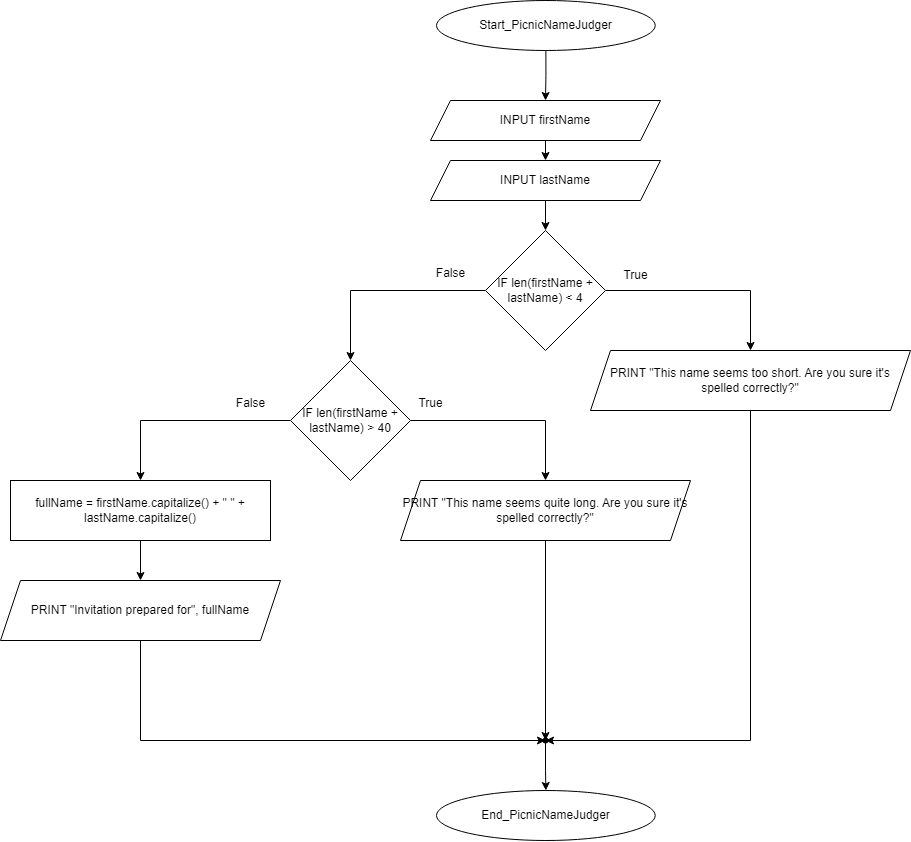 Start_PicnicNameJudger
INPUT firstName
INPUT lastName
False
True
IF len(firstName +
lastName) < 4
PRINT "This name seems too short. Are you sure it's
spelled correctly?"
False
True
IF len(firstName +
lastName) > 40
fullName = firstName.capitalize() + " " +
lastName.capitalize()
PRINT "This name seems quite long. Are you sure it's
spelled correctly?"
PRINT "Invitation prepared for", fullName
End_PicnicNameJudger